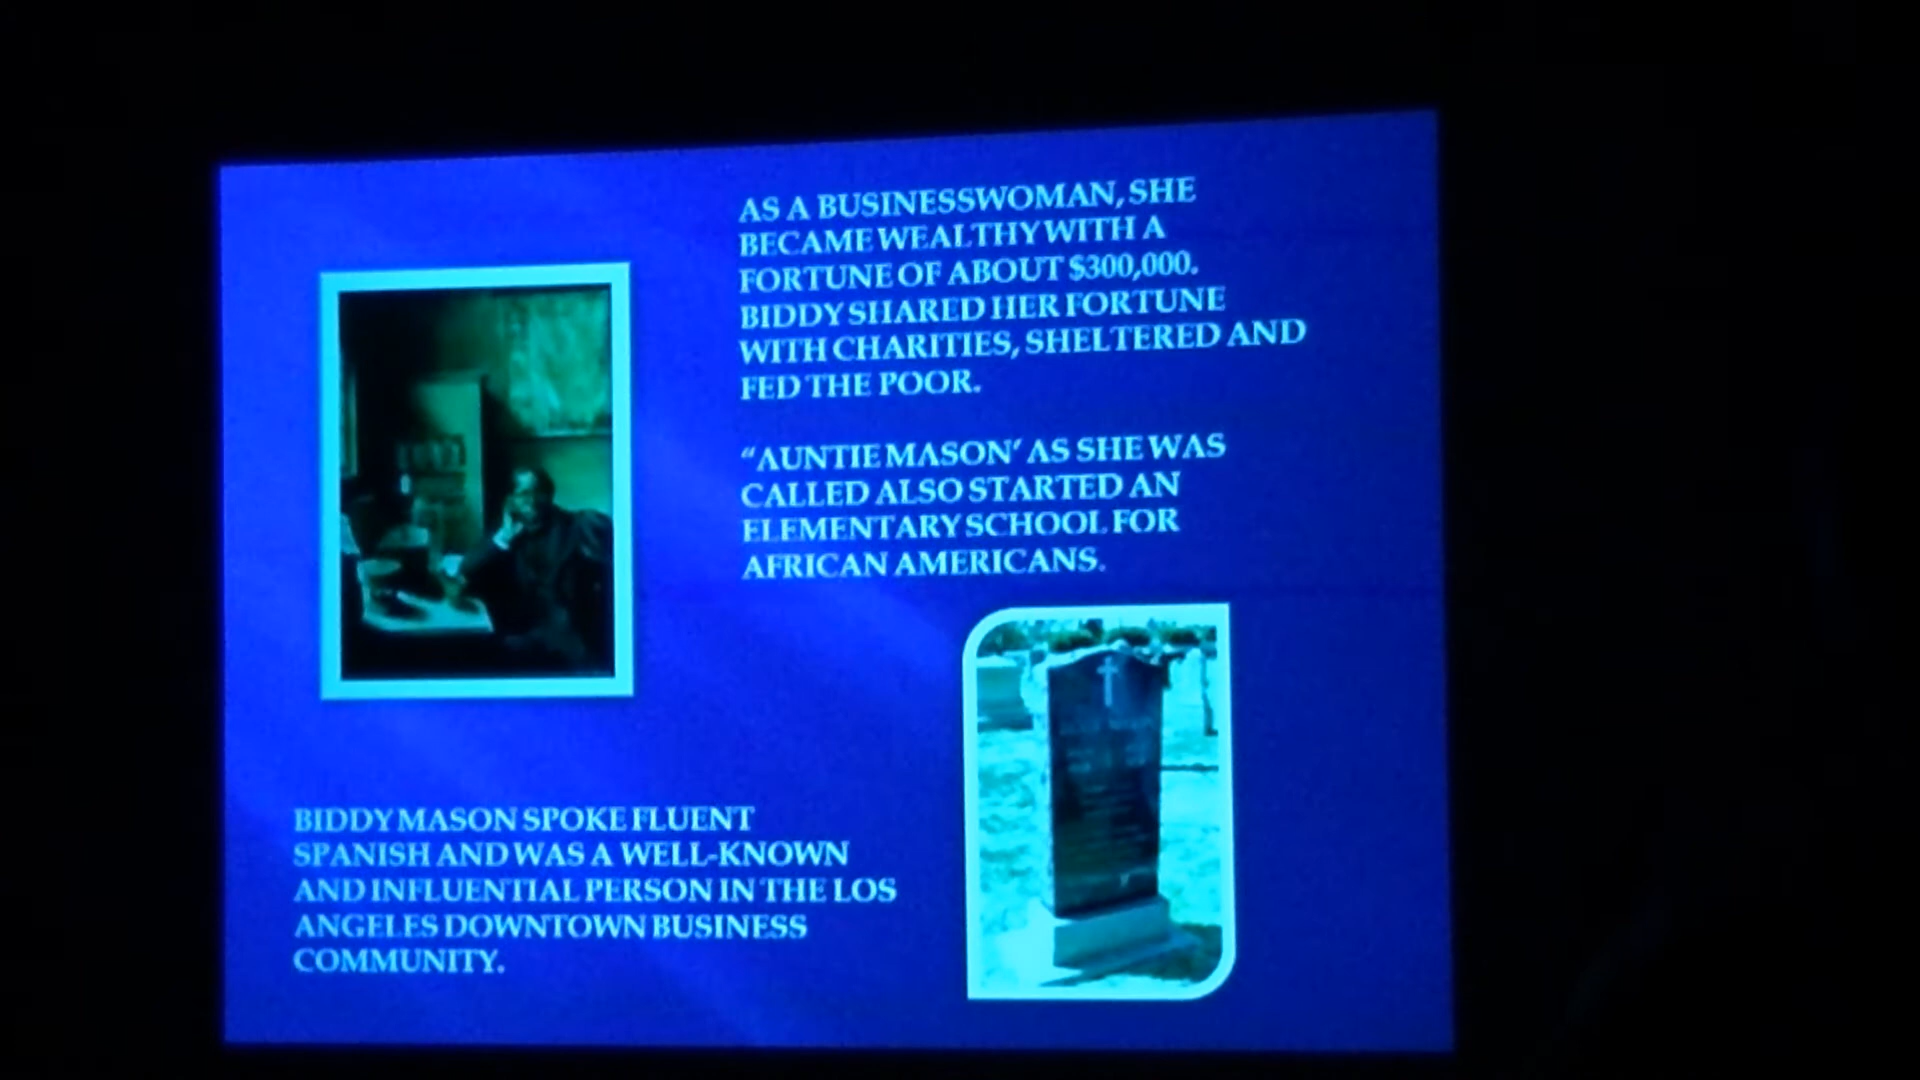 AS A BUSINESSWOMAN, SHE
BECAME WEALTHY WITH A
FORTUNE OF ABOUT $300,000.
BIDDY SHARED HER FORTUNE
WITH CHARITIES, SHELTERED AND
FED THE POOR.
“AUNTIE MASON’ AS SHE WAS
CALLED ALSO STARTED AN
ELEMENTARY SCHOOL FOR
AFRICAN AMERICANS.
BIDDY MASON SPOKE FLUENT
SPANISH AND WAS A WELL-KNOWN
AND INFLUENTIAL PERSON IN THE LOS
ANGELES DOWNTOWN BUSINESS
COMMUNITY.